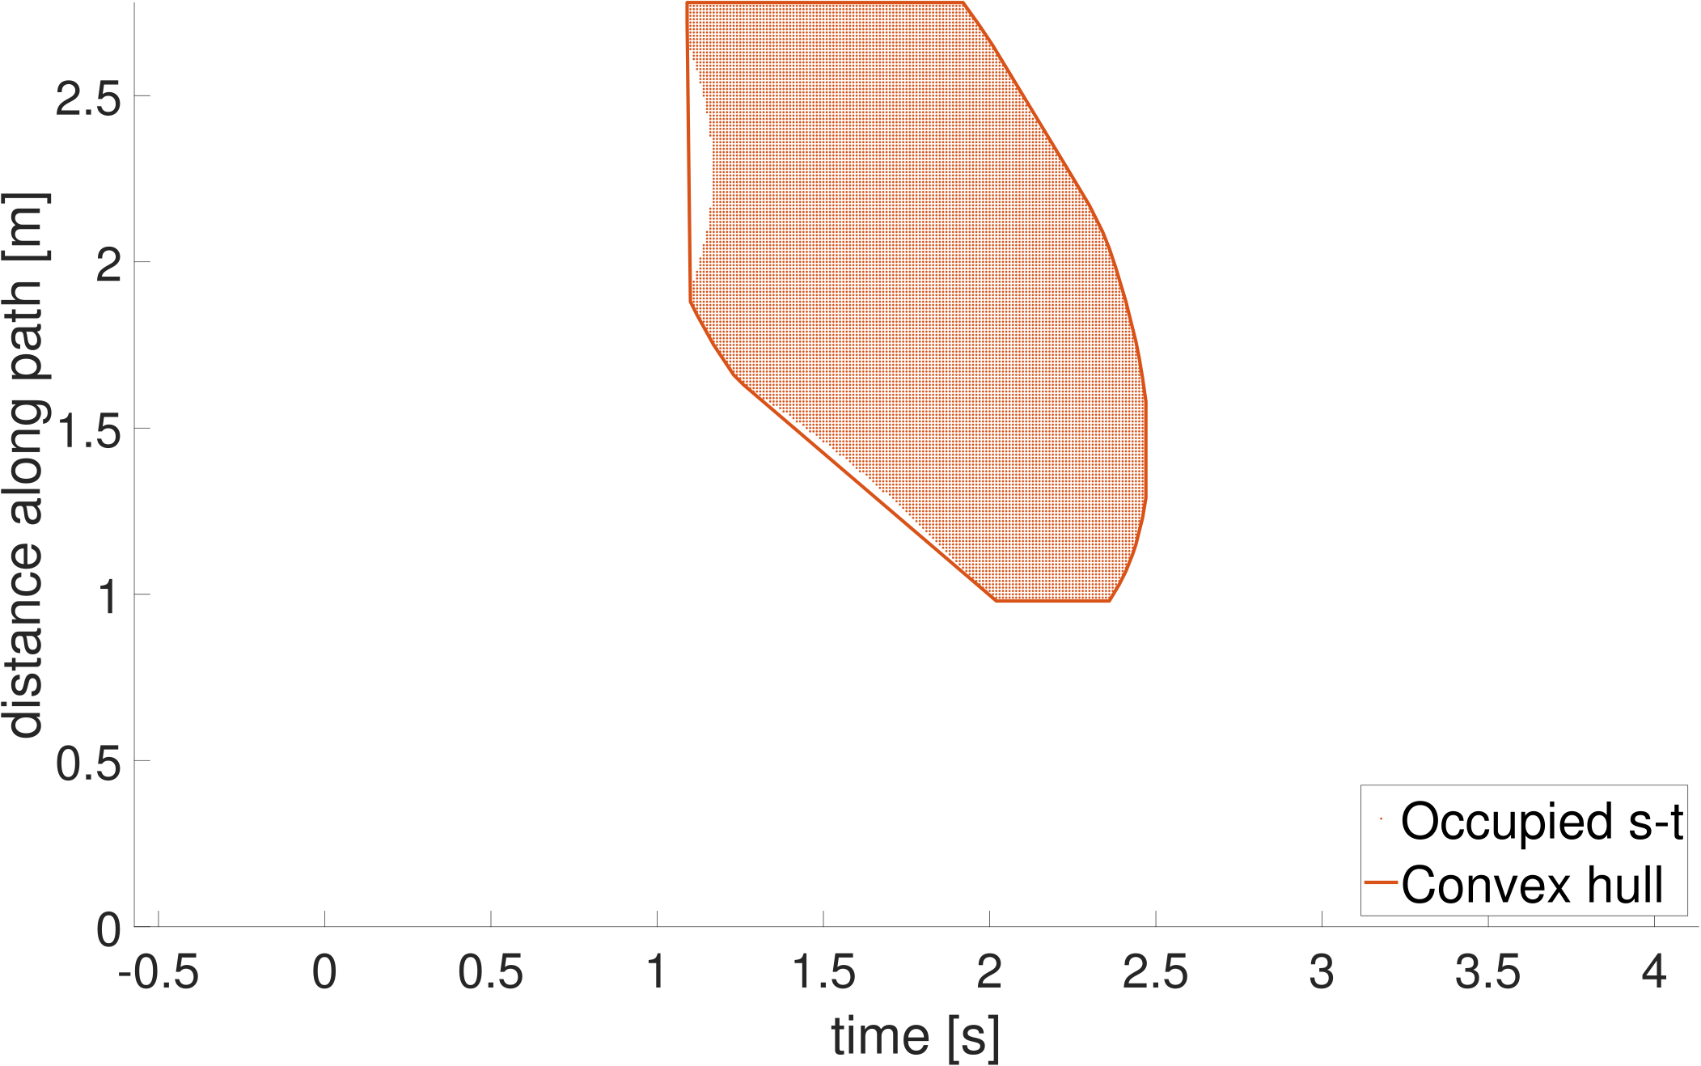 distance along path [m]
2.5
2
1.5
1
0.5
0
-0.5 0 0.5 1 1.5 2 2.5 3 3.5 4
time [s]
Occupied s-t
Convex hull